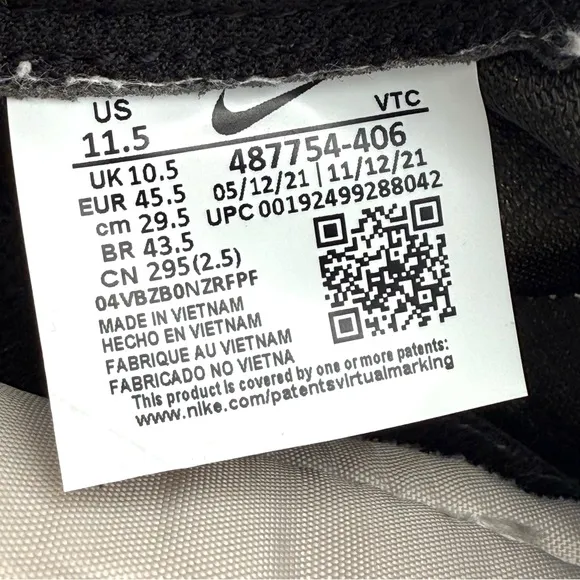 US VTC
11.5 487754-406
UK 10.5 05/12/21 | 11/12/21
EUR 45.5 UPC 00192499288042
cm 29.5
BR 43.5
CN 295(2.5)
04VBZB0NZRFPF
MADE IN VIETNAM
HECHO EN VIETNAM
FABRIQUE AU VIETNAM
FABRICADO NO VIETNA
This product is covered by one or more patents:
www.nike.com/patentsvirtualmarking